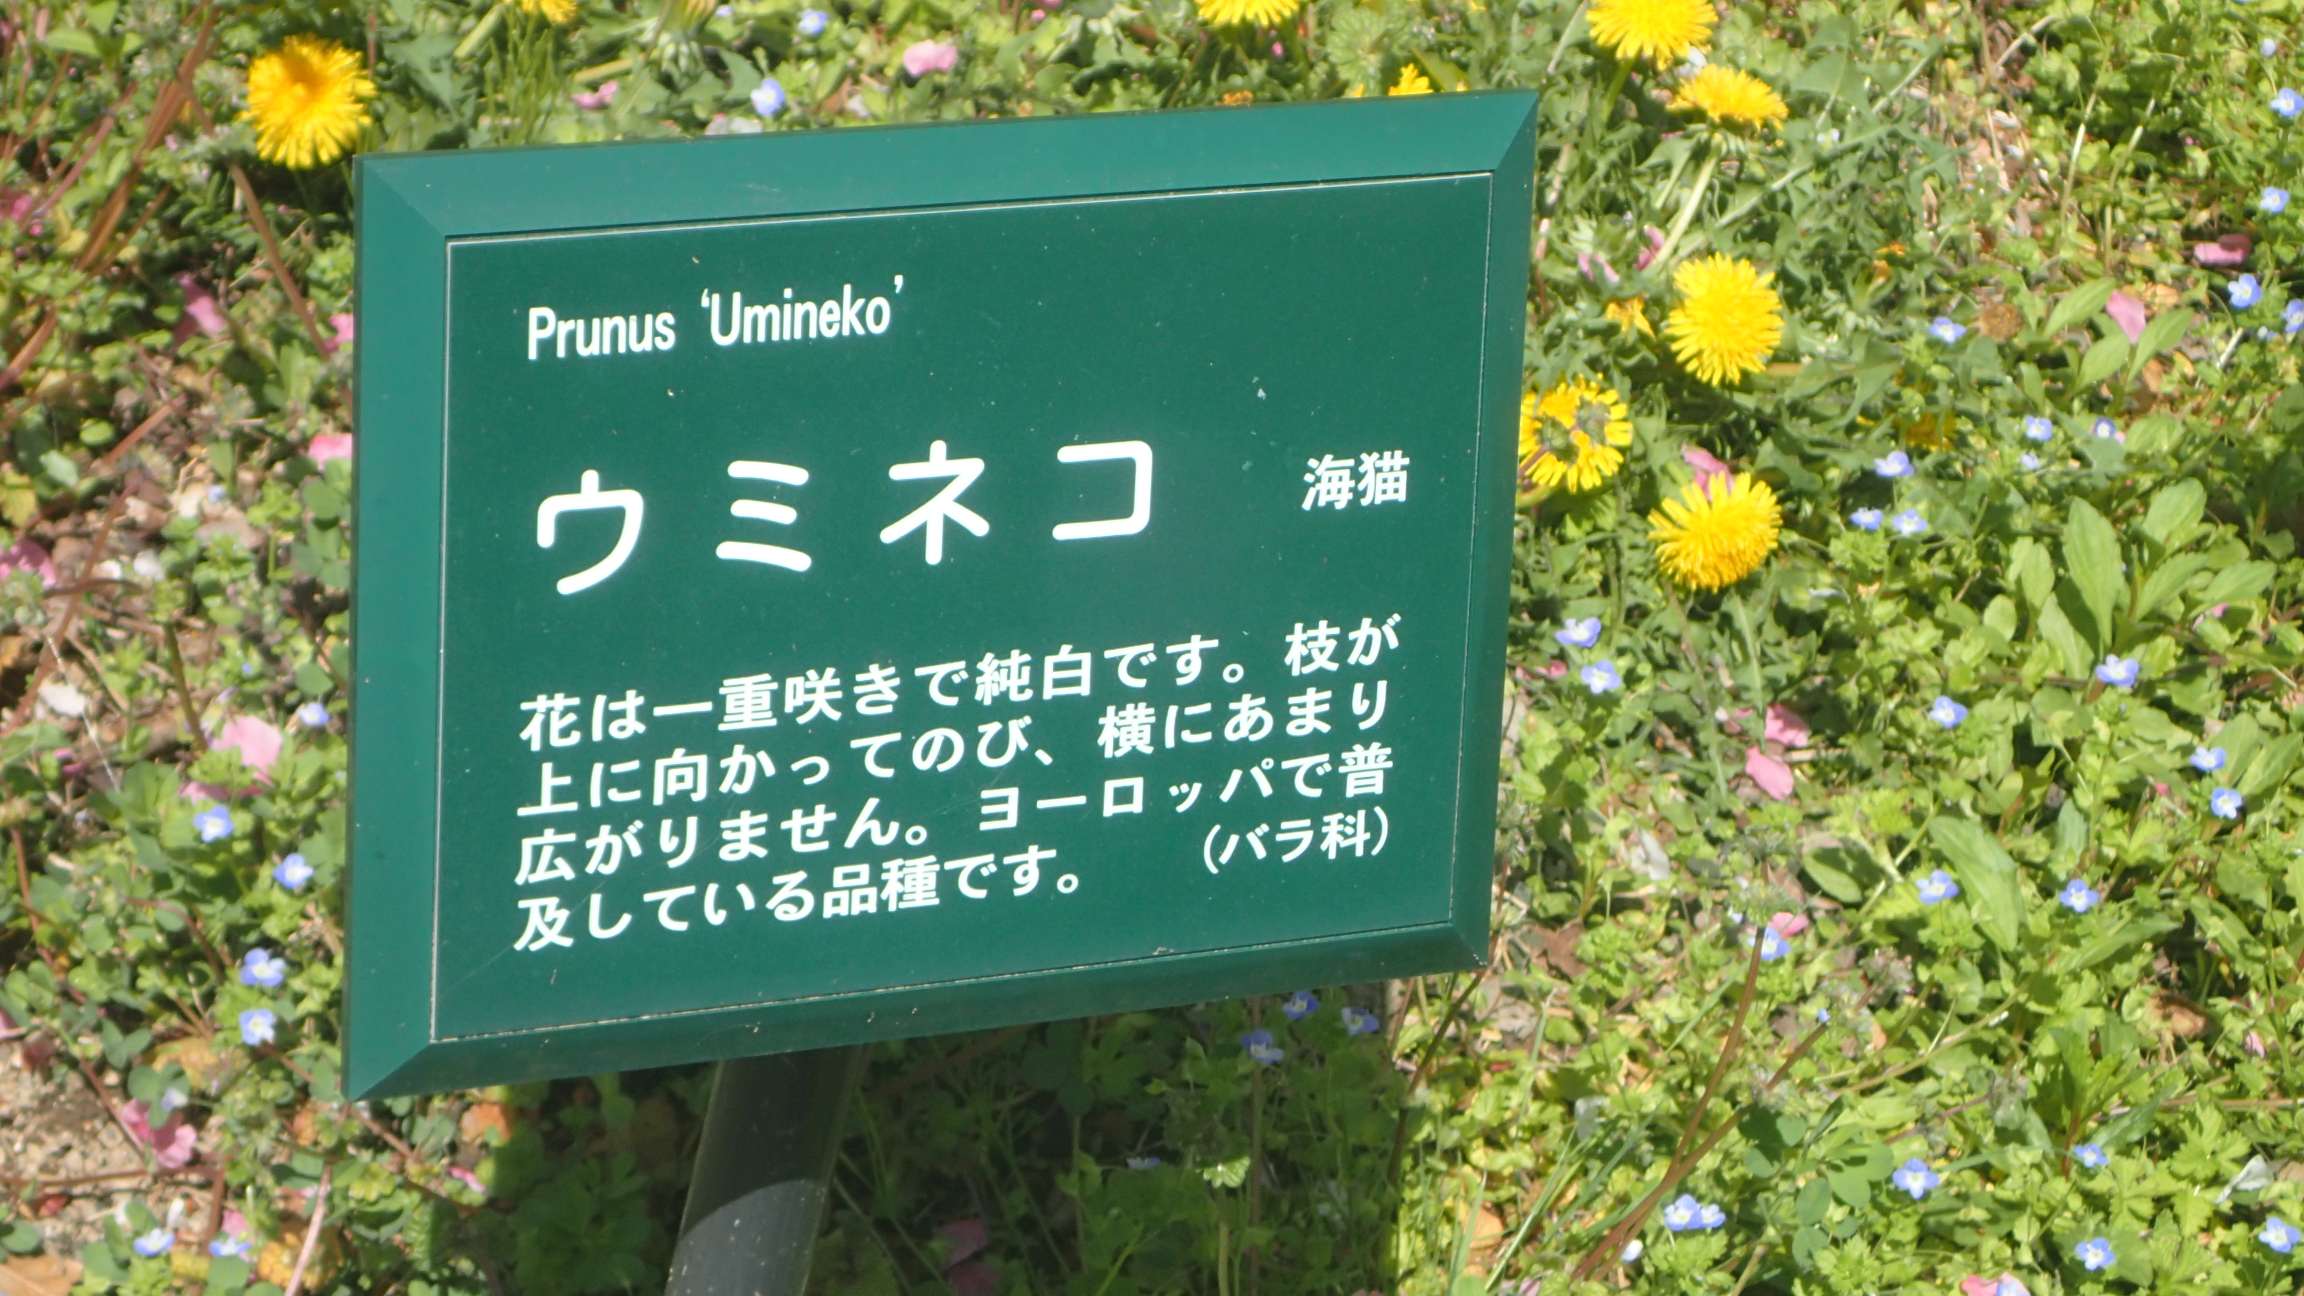 Prunus ‘Umineko’
ウミネコ 海猫
花は一重咲きで純白です。枝が
上に向かってのび、横にあまり
広がりません。ヨーロッパで普
及している品種です。 (バラ科)